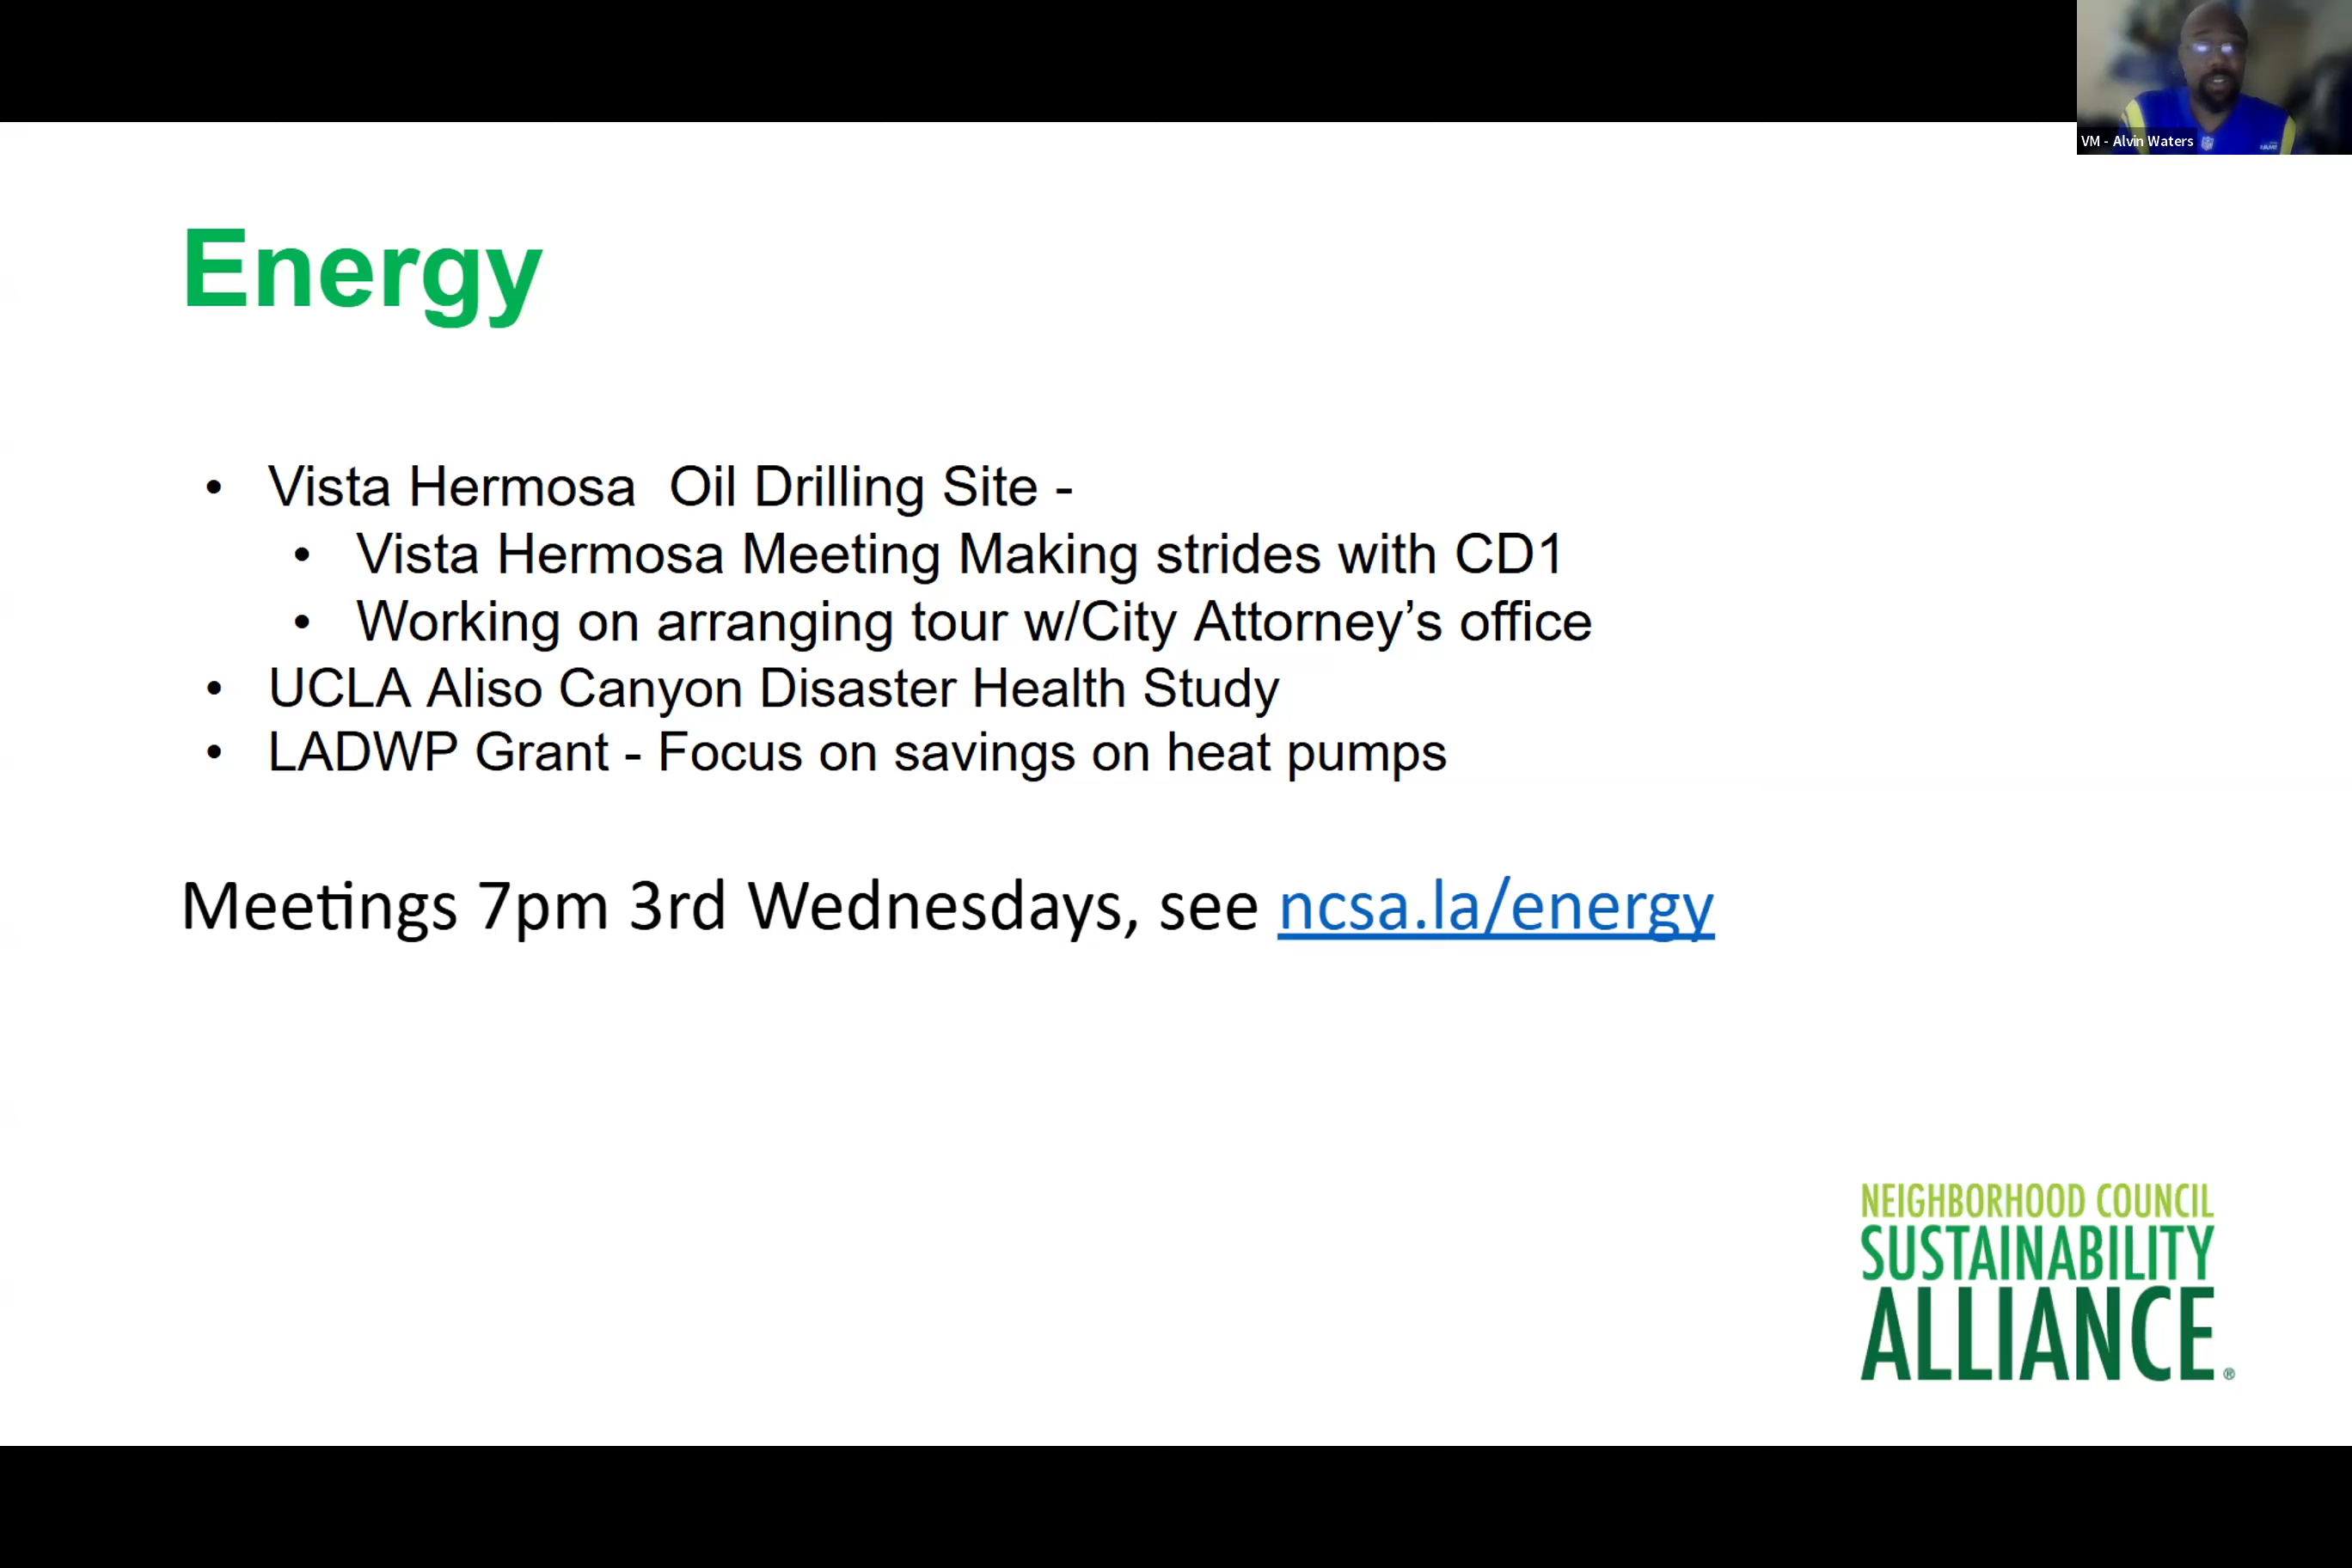 VM - Alvin Waters
Energy
• Vista Hermosa  Oil Drilling Site -
• Vista Hermosa Meeting Making strides with CD1
• Working on arranging tour w/City Attorney’s office
• UCLA Aliso Canyon Disaster Health Study
• LADWP Grant - Focus on savings on heat pumps
Meetings 7pm 3rd Wednesdays, see ncsa.la/energy
NEIGHBORHOOD COUNCIL
SUSTAINABILITY
ALLIANCE®